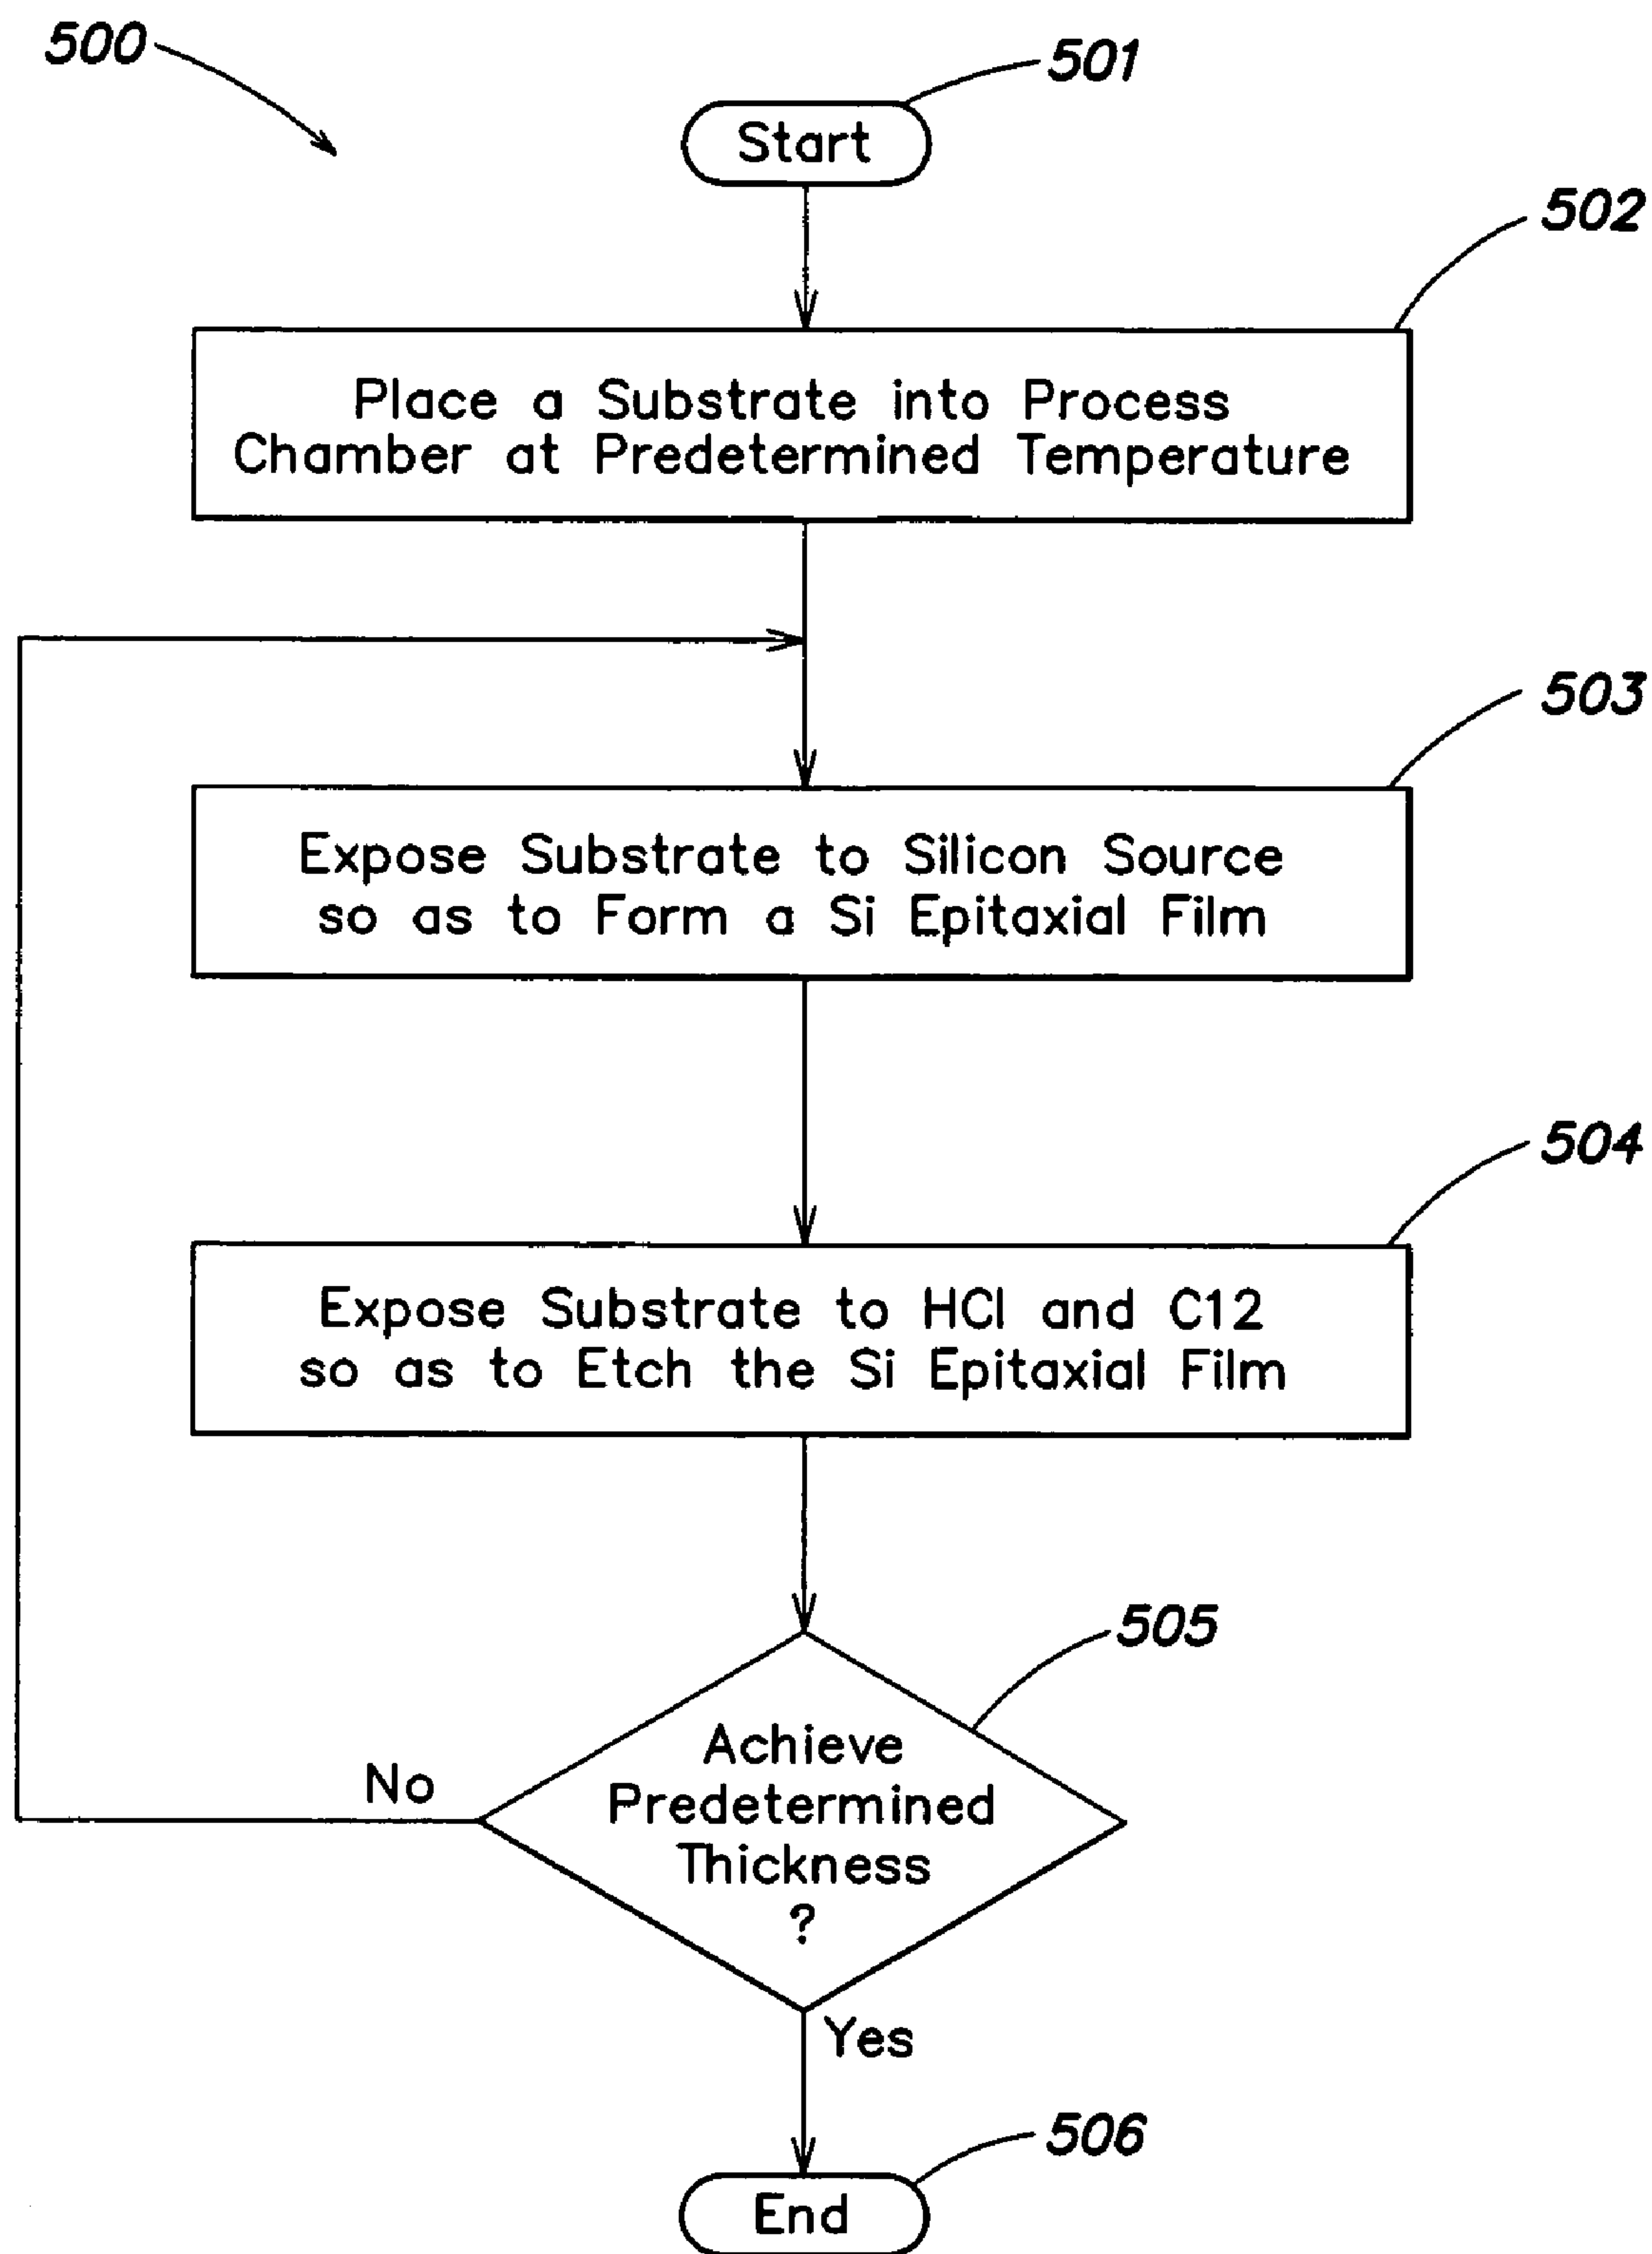 500
501
Start
502
Place a Substrate into Process
Chamber at Predetermined Temperature
503
Expose Substrate to Silicon Source
so as to Form a Si Epitaxial Film
504
Expose Substrate to HCl and C12
so as to Etch the Si Epitaxial Film
505
Achieve
Predetermined
Thickness
?
No
Yes
506
End